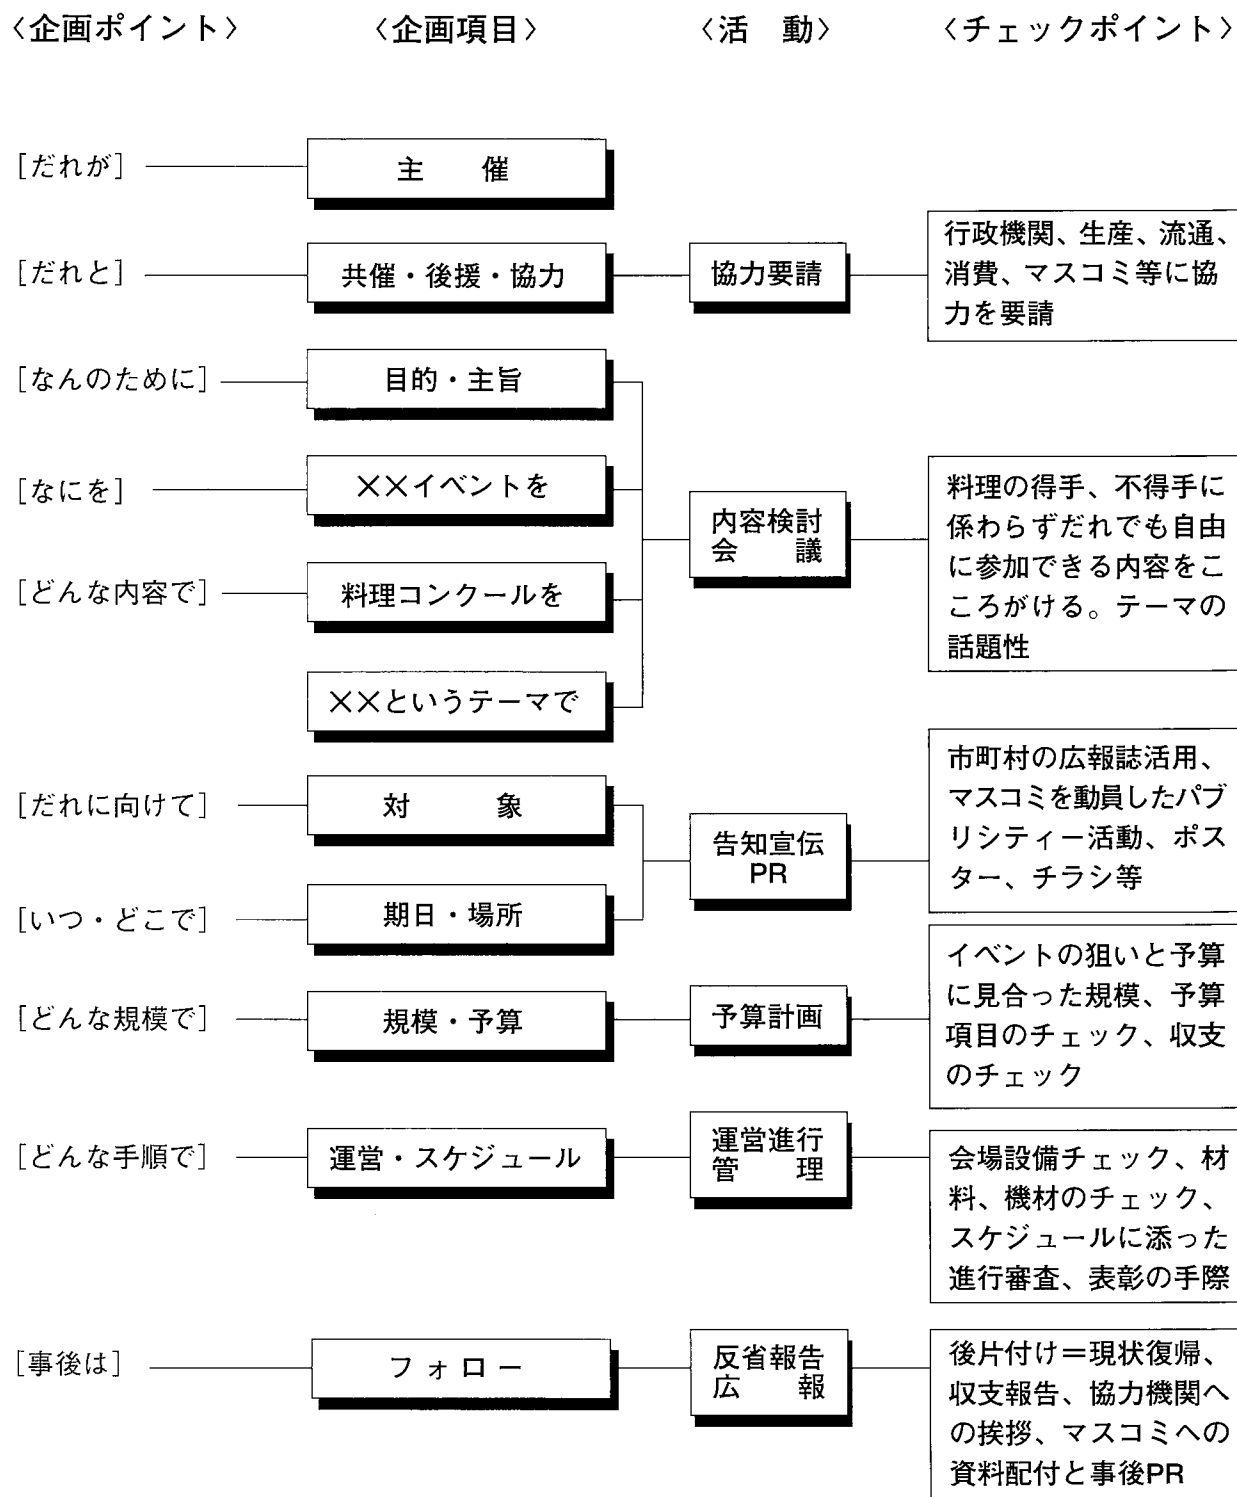 〈企画ポイント〉 〈企画項目〉 〈活　動〉 〈チェックポイント〉
[だれが] 主　催
[だれと] 共催・後援・協力 協力要請
行政機関、生産、流通、
消費、マスコミ等に協
力を要請
[なんのために] 目的・主旨
[なにを] ××イベントを
[どんな内容で] 料理コンクールを
××というテーマで
内容検討
会　議
料理の得手、不得手に
係わらずだれでも自由
に参加できる内容をこ
ころがける。テーマの
話題性
[だれに向けて] 対　象
[いつ・どこで] 期日・場所
告知宣伝
PR
市町村の広報誌活用、
マスコミを動員したパブ
リシティー活動、ポス
ター、チラシ等
[どんな規模で] 規模・予算 予算計画
イベントの狙いと予算
に見合った規模、予算
項目のチェック、収支
のチェック
[どんな手順で] 運営・スケジュール
運営進行
管　理
会場設備チェック、材
料、機材のチェック、
スケジュールに添った
進行審査、表彰の手際
[事後は] フォロー
反省報告
広　報
後片付け＝現状復帰、
収支報告、協力機関へ
の挨拶、マスコミへの
資料配付と事後PR